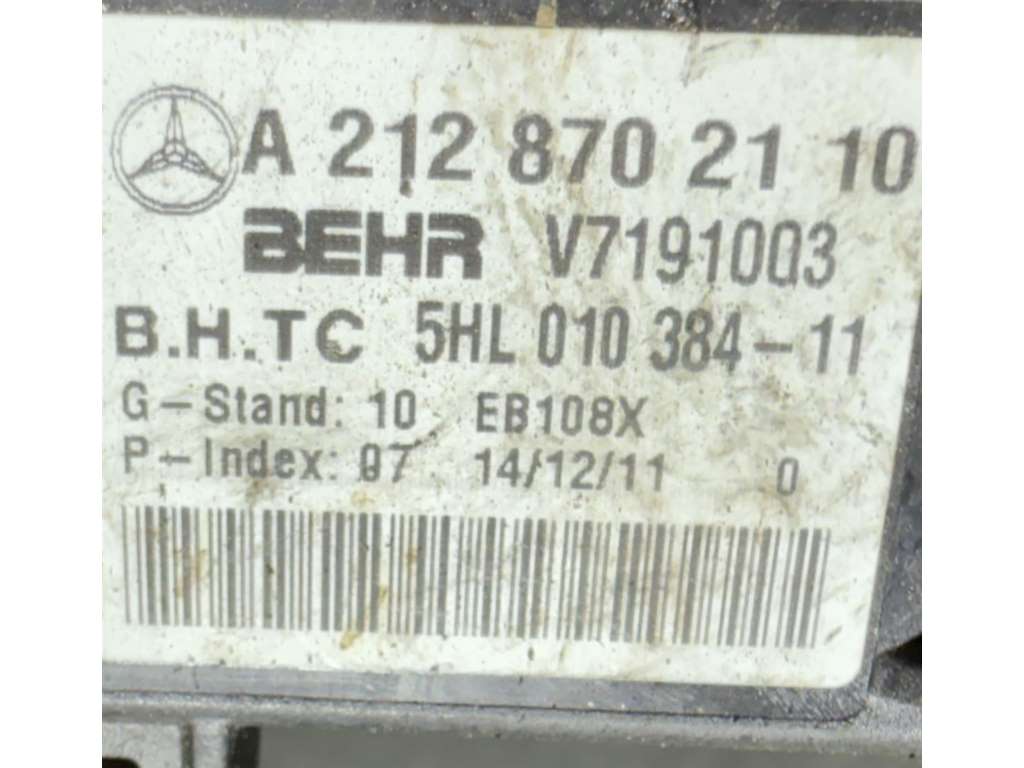 A 212 870 21 10
BEHR V7191003
B.H.TC 5HL 010 384-11
G-Stand: 10 EB108X
P-Index: 07 14/12/11 0